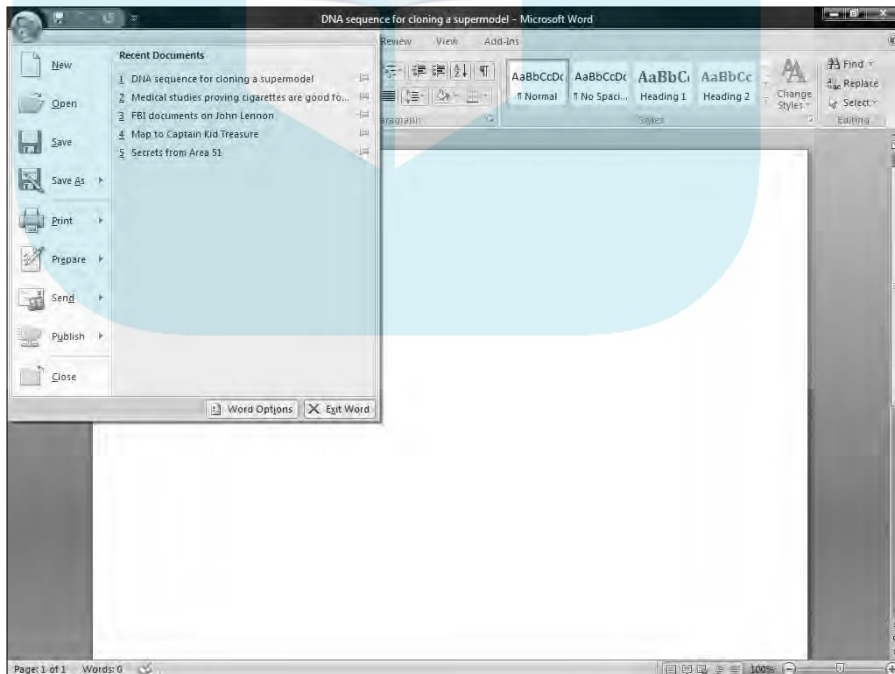 DNA sequence for cloning a supermodel - Microsoft Word
Review View Add-Ins
New
Open
Save
Save As
Print
Prepare
Send
Publish
Close
Recent Documents
1 DNA sequence for cloning a supermodel
2 Medical studies proving cigarettes are good fo...
3 FBI documents on John Lennon
4 Map to Captain Kid Treasure
5 Secrets from Area 51
Word Options Exit Word
AaBbCcDc AaBbCcDc AaBbCc AaBbCc
¶ Normal ¶ No Spaci... Heading 1 Heading 2
Change
Styles
Styles
Find
Replace
Select
Editing
Page: 1 of 1 Words: 0 100%